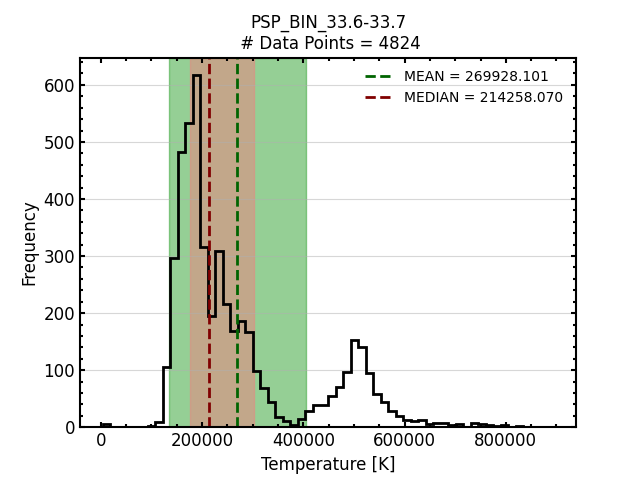 PSP_BIN_33.6-33.7
# Data Points = 4824
MEAN = 269928.101
MEDIAN = 214258.070
Frequency
600
500
400
300
200
100
0
0 200000 400000 600000 800000
Temperature [K]